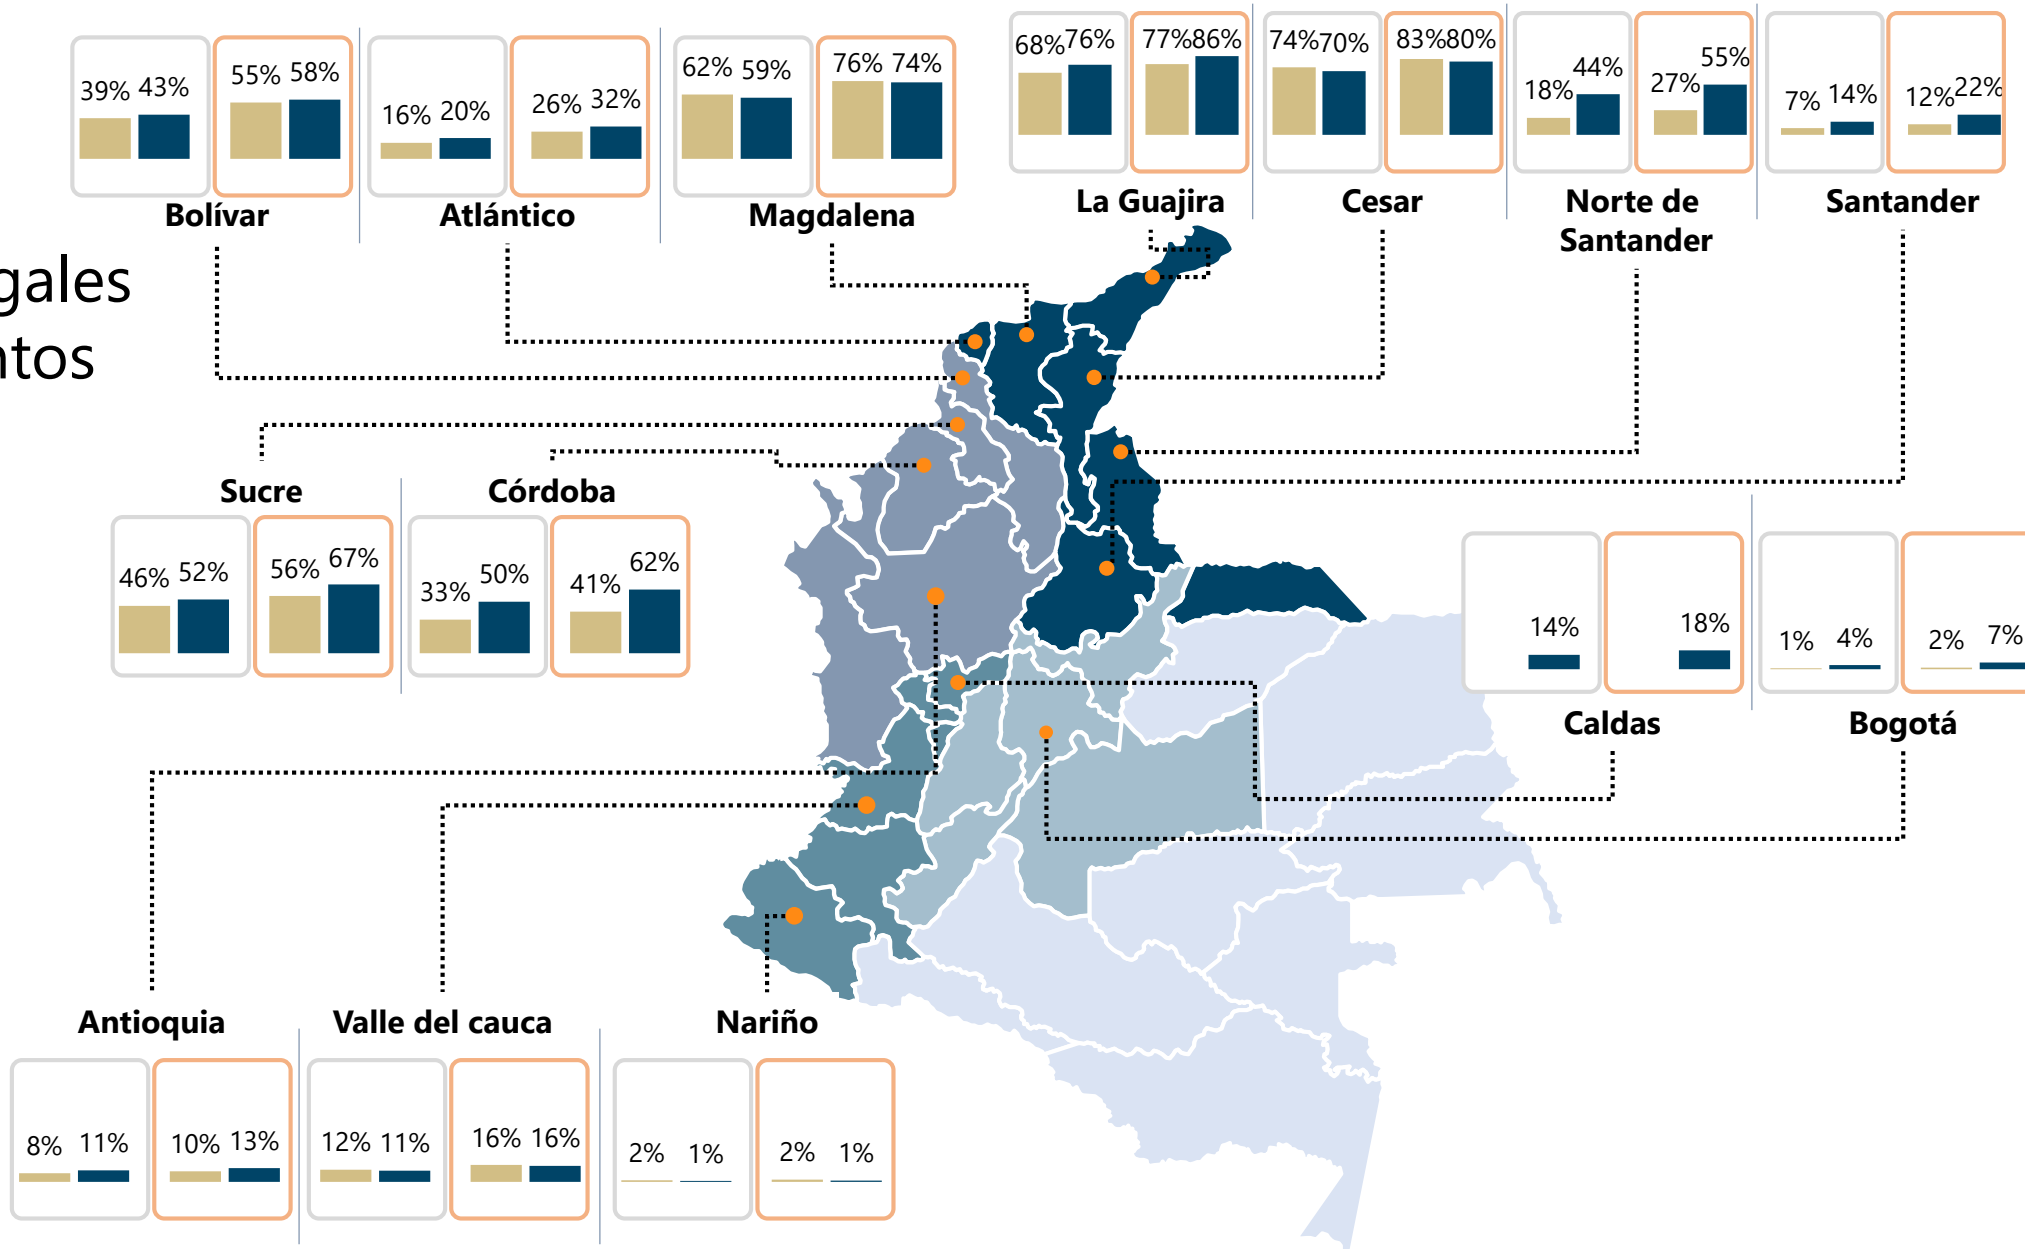 39% 43% 55% 58%
Bolívar
16% 20% 26% 32%
Atlántico
62% 59% 76% 74%
Magdalena
68% 76% 77% 86%
La Guajira
74% 70% 83% 80%
Cesar
18% 44% 27% 55%
Norte de
Santander
7% 14% 12% 22%
Santander
gales
ntos
Sucre
46% 52% 56% 67%
Córdoba
33% 50% 41% 62%
14% 18%
Caldas
1% 4% 2% 7%
Bogotá
Antioquia
8% 11% 10% 13%
Valle del cauca
12% 11% 16% 16%
Nariño
2% 1% 2% 1%